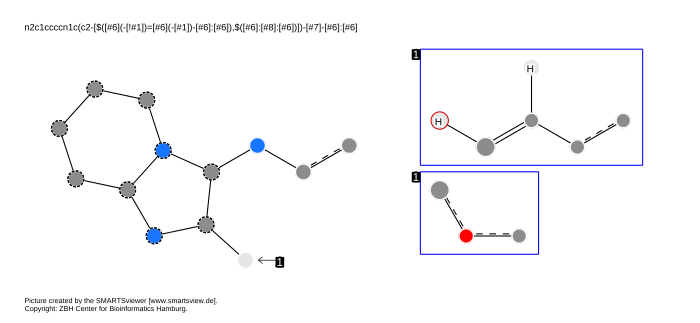 n2c1ccccn1c(c2-[$([#6](-[!#1])=[#6](-[#1])-[#6]:[#6]),$([#6]:[#8]:[#6])])-[#7]-[#6]:[#6]
1
H
H
1
1
Picture created by the SMARTSviewer [www.smartsview.de].
Copyright: ZBH Center for Bioinformatics Hamburg.